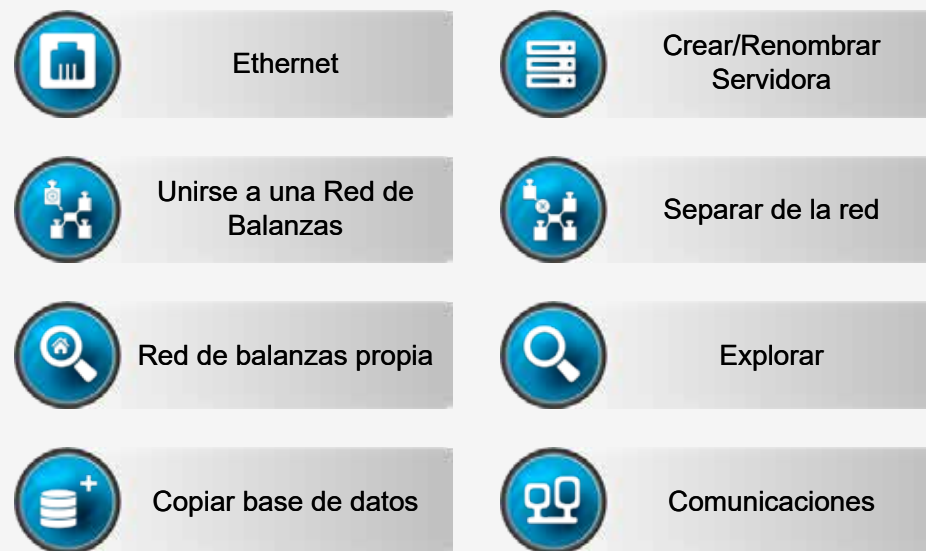 Ethernet
Crear/Renombrar
Servidora
Unirse a una Red de
Balanzas
Separar de la red
Red de balanzas propia
Explorar
Copiar base de datos
Comunicaciones